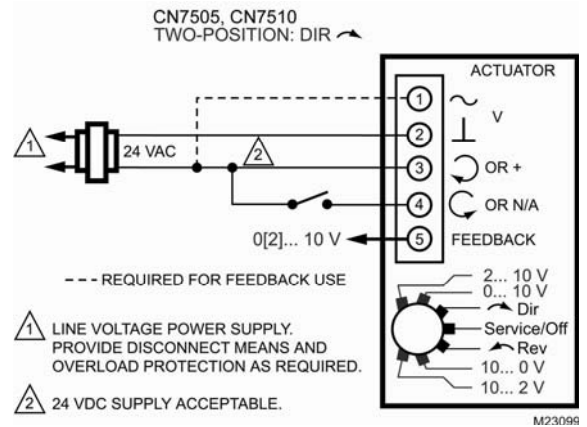 CN7505, CN7510
TWO-POSITION: DIR
ACTUATOR
1
V
2
1
24 VAC
2
3
OR +
4
OR N/A
0[2]... 10 V
5
FEEDBACK
--- REQUIRED FOR FEEDBACK USE
1 LINE VOLTAGE POWER SUPPLY.
PROVIDE DISCONNECT MEANS AND
OVERLOAD PROTECTION AS REQUIRED.
2 24 VDC SUPPLY ACCEPTABLE.
2... 10 V
0... 10 V
Dir
Service/Off
Rev
10... 0 V
10... 2 V
M23099